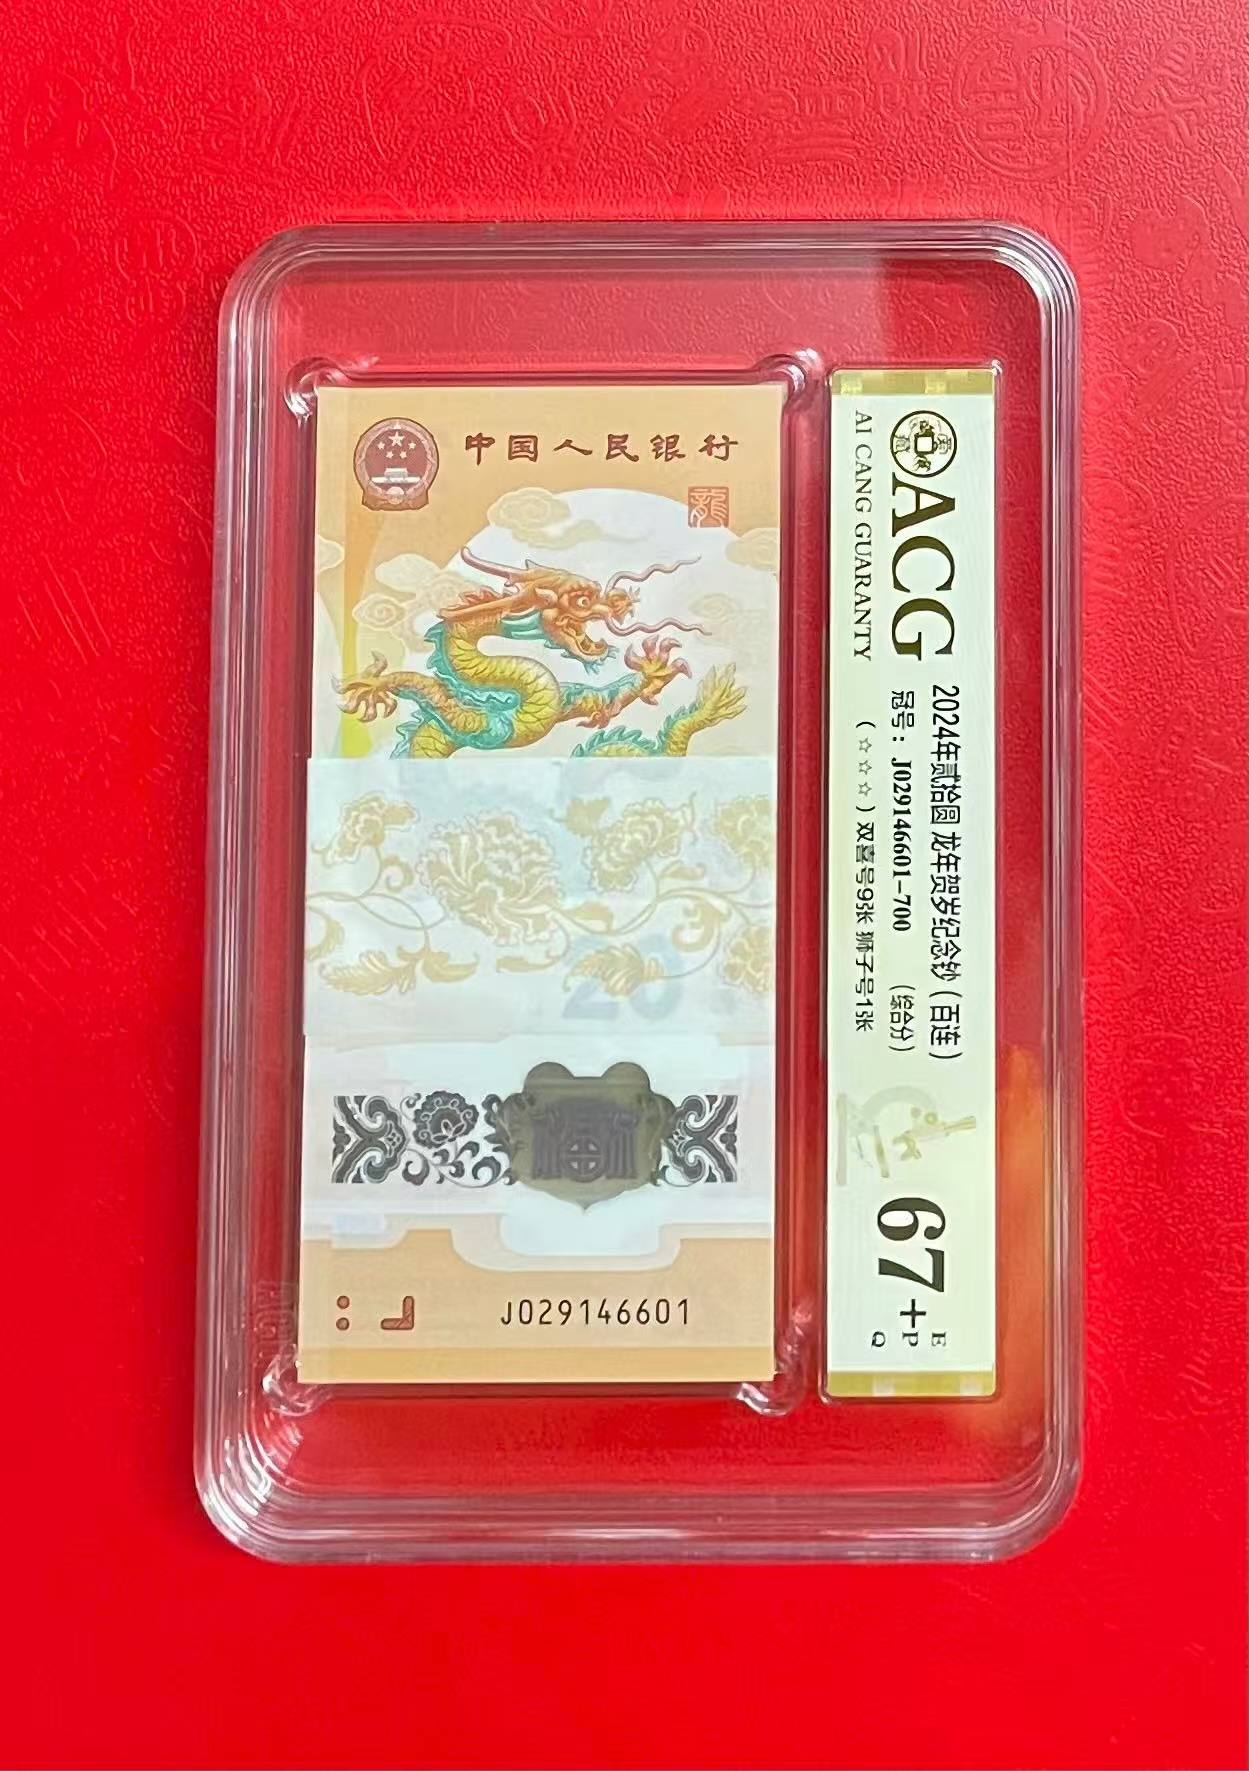 中国人民银行
龍
20
J029146601
ACG
AI CANG GUARANTY
2024年贰拾圆 龙年贺岁纪念钞（百连）
冠号：J029146601-700 （综合分）
（☆☆☆）双喜号9张 狮子号1张
67+
E
P
Q